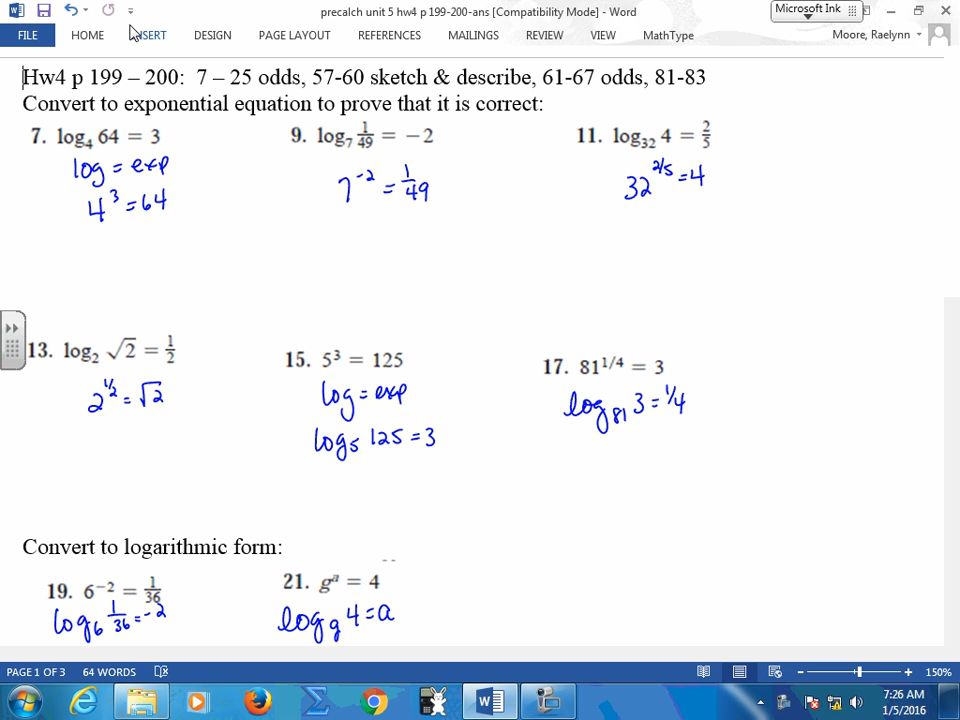 precalch unit 5 hw4 p 199-200-ans [Compatibility Mode] - Word
Microsoft Ink
FILE HOME INSERT DESIGN PAGE LAYOUT REFERENCES MAILINGS REVIEW VIEW MathType Moore, Raelynn
Hw4 p 199 – 200: 7 – 25 odds, 57-60 sketch & describe, 61-67 odds, 81-83
Convert to exponential equation to prove that it is correct:
7. log₄ 64 = 3
log = exp
4³ = 64
9. log₇ 1/49 = −2
7⁻² = 1/49
11. log₃₂ 4 = 2/5
32^2/5 = 4
13. log₂ √2 = 1/2
2^1/2 = √2
15. 5³ = 125
log = exp
log₅ 125 = 3
17. 81^1/4 = 3
log₈₁ 3 = 1/4
Convert to logarithmic form:
19. 6⁻² = 1/36
log₆ 1/36 = -2
21. gᵃ = 4
log_g 4 = a
PAGE 1 OF 3 64 WORDS 150%
7:26 AM
1/5/2016